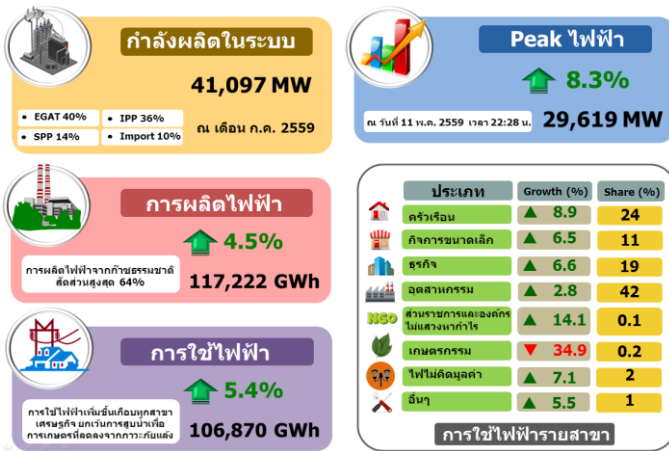 กำลังผลิตในระบบ
41,097 MW
• EGAT 40%
• IPP 36%
• SPP 14%
• Import 10%
ณ เดือน ก.ค. 2559
Peak ไฟฟ้า
8.3%
ณ วันที่ 11 พ.ค. 2559 เวลา 22:28 น.
29,619 MW
การผลิตไฟฟ้า
4.5%
การผลิตไฟฟ้าจากก๊าซธรรมชาติ
สัดส่วนสูงสุด 64%
117,222 GWh
การใช้ไฟฟ้า
5.4%
การใช้ไฟฟ้าเพิ่มขึ้นเกือบทุกสาขา
เศรษฐกิจ ยกเว้นการสูบน้ำเพื่อ
การเกษตรที่ลดลงจากภาวะภัยแล้ง
106,870 GWh
ประเภท Growth (%) Share (%)
ครัวเรือน ▲ 8.9 24
กิจการขนาดเล็ก ▲ 6.5 11
ธุรกิจ ▲ 6.6 19
อุตสาหกรรม ▲ 2.8 42
NGO ส่วนราชการและองค์กร
ไม่แสวงหากำไร ▲ 14.1 0.1
เกษตรกรรม ▼ 34.9 0.2
ไฟไม่คิดมูลค่า ▲ 7.1 2
อื่นๆ ▲ 5.5 1
การใช้ไฟฟ้ารายสาขา